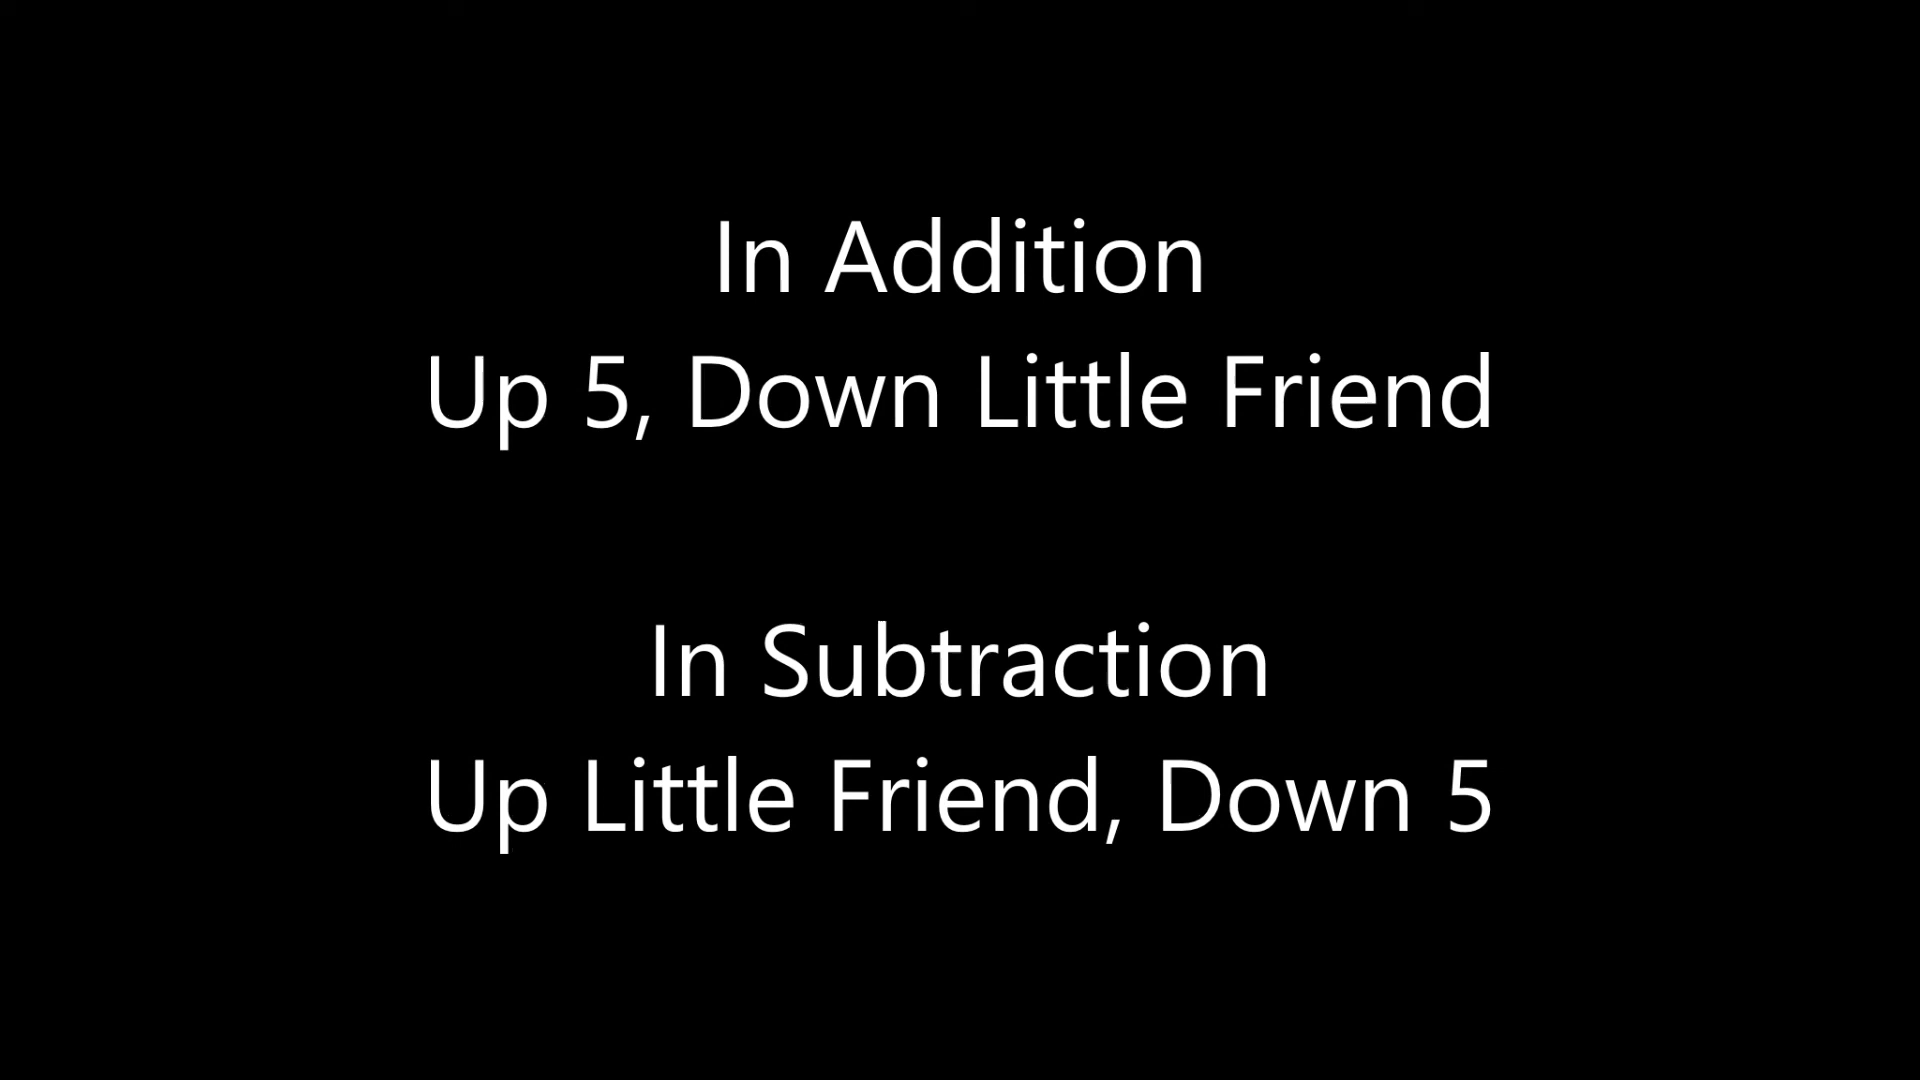 In Addition
Up 5, Down Little Friend
In Subtraction
Up Little Friend, Down 5